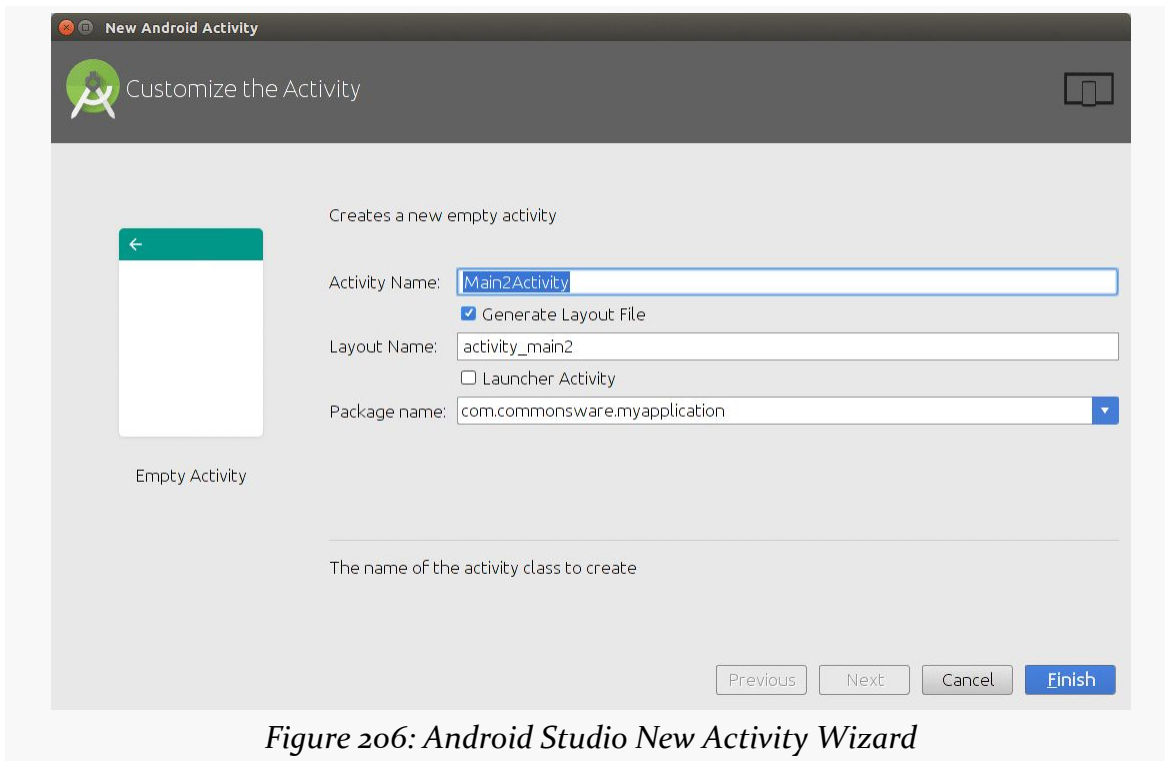 New Android Activity
Customize the Activity
Creates a new empty activity
Activity Name: Main2Activity
Generate Layout File
Layout Name: activity_main2
Launcher Activity
Package name: com.commonsware.myapplication
Empty Activity
The name of the activity class to create
Previous Next Cancel Finish
Figure 206: Android Studio New Activity Wizard